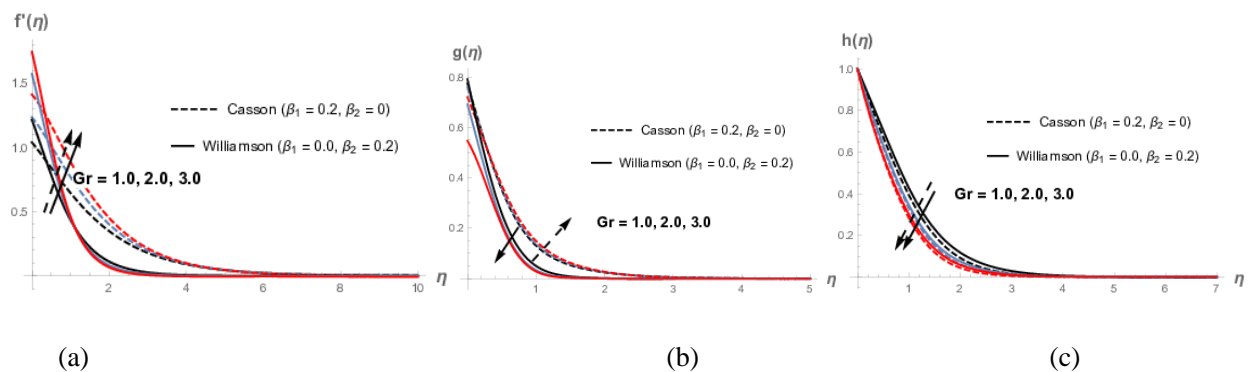 f'(η)
1.5
1.0
0.5
2
4
6
8
10
η
Casson (β₁ = 0.2, β₂ = 0)
Williamson (β₁ = 0.0, β₂ = 0.2)
Gr = 1.0, 2.0, 3.0
(a)
g(η)
0.8
0.6
0.4
0.2
1
2
3
4
5
η
Casson (β₁ = 0.2, β₂ = 0)
Williamson (β₁ = 0.0, β₂ = 0.2)
Gr = 1.0, 2.0, 3.0
(b)
h(η)
1.0
0.8
0.6
0.4
0.2
1
2
3
4
5
6
7
η
Casson (β₁ = 0.2, β₂ = 0)
Williamson (β₁ = 0.0, β₂ = 0.2)
Gr = 1.0, 2.0, 3.0
(c)